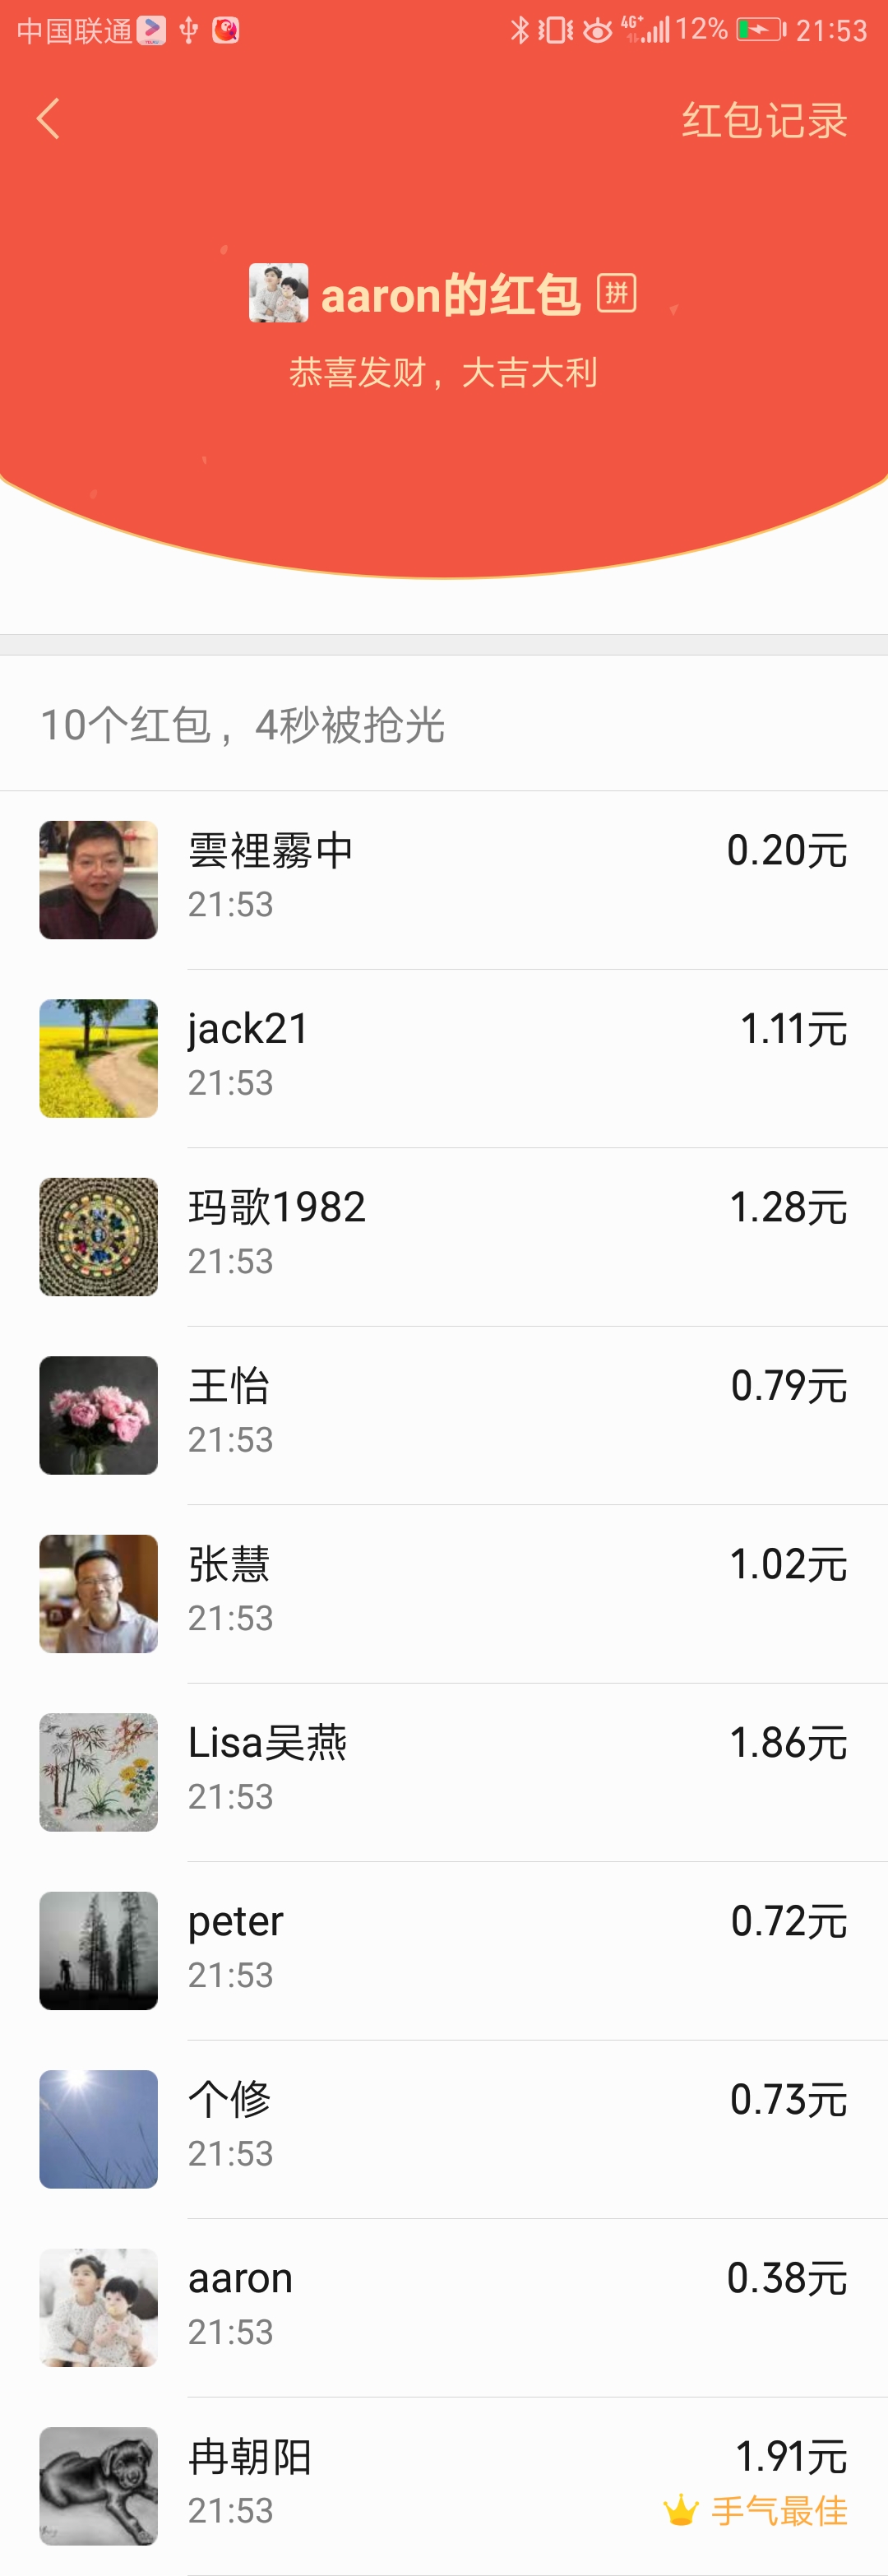 中国联通 4G+ 12% 21:53
红包记录
aaron的红包 拼
恭喜发财，大吉大利
10个红包，4秒被抢光
雲裡霧中 0.20元
21:53
jack21 1.11元
21:53
玛歌1982 1.28元
21:53
王怡 0.79元
21:53
张慧 1.02元
21:53
Lisa吴燕 1.86元
21:53
peter 0.72元
21:53
个修 0.73元
21:53
aaron 0.38元
21:53
冉朝阳 1.91元
21:53 手气最佳